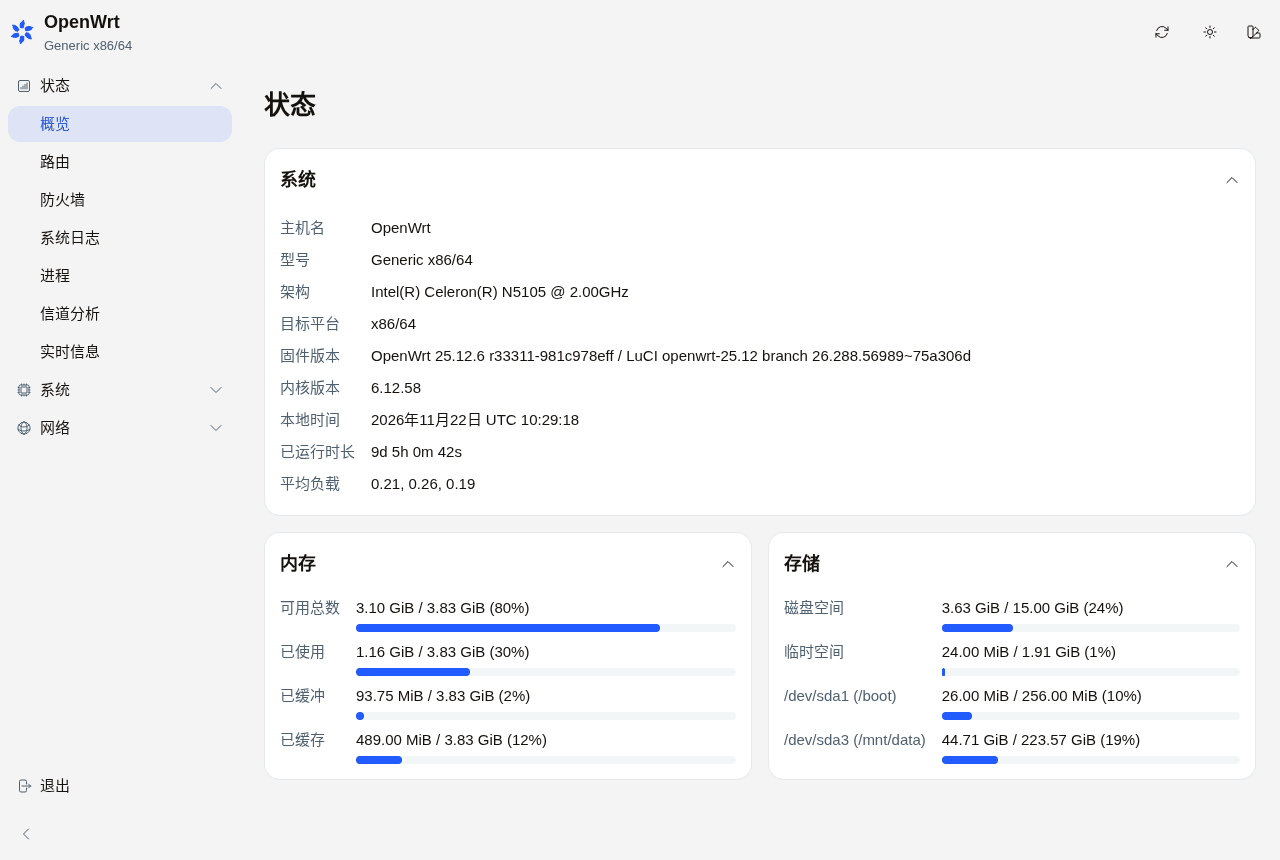 OpenWrt
Generic x86/64
状态
概览
路由
防火墙
系统日志
进程
信道分析
实时信息
系统
网络
退出
状态
系统
主机名 OpenWrt
型号 Generic x86/64
架构 Intel(R) Celeron(R) N5105 @ 2.00GHz
目标平台 x86/64
固件版本 OpenWrt 25.12.6 r33311-981c978eff / LuCI openwrt-25.12 branch 26.288.56989~75a306d
内核版本 6.12.58
本地时间 2026年11月22日 UTC 10:29:18
已运行时长 9d 5h 0m 42s
平均负载 0.21, 0.26, 0.19
内存
可用总数 3.10 GiB / 3.83 GiB (80%)
已使用 1.16 GiB / 3.83 GiB (30%)
已缓冲 93.75 MiB / 3.83 GiB (2%)
已缓存 489.00 MiB / 3.83 GiB (12%)
存储
磁盘空间 3.63 GiB / 15.00 GiB (24%)
临时空间 24.00 MiB / 1.91 GiB (1%)
/dev/sda1 (/boot) 26.00 MiB / 256.00 MiB (10%)
/dev/sda3 (/mnt/data) 44.71 GiB / 223.57 GiB (19%)